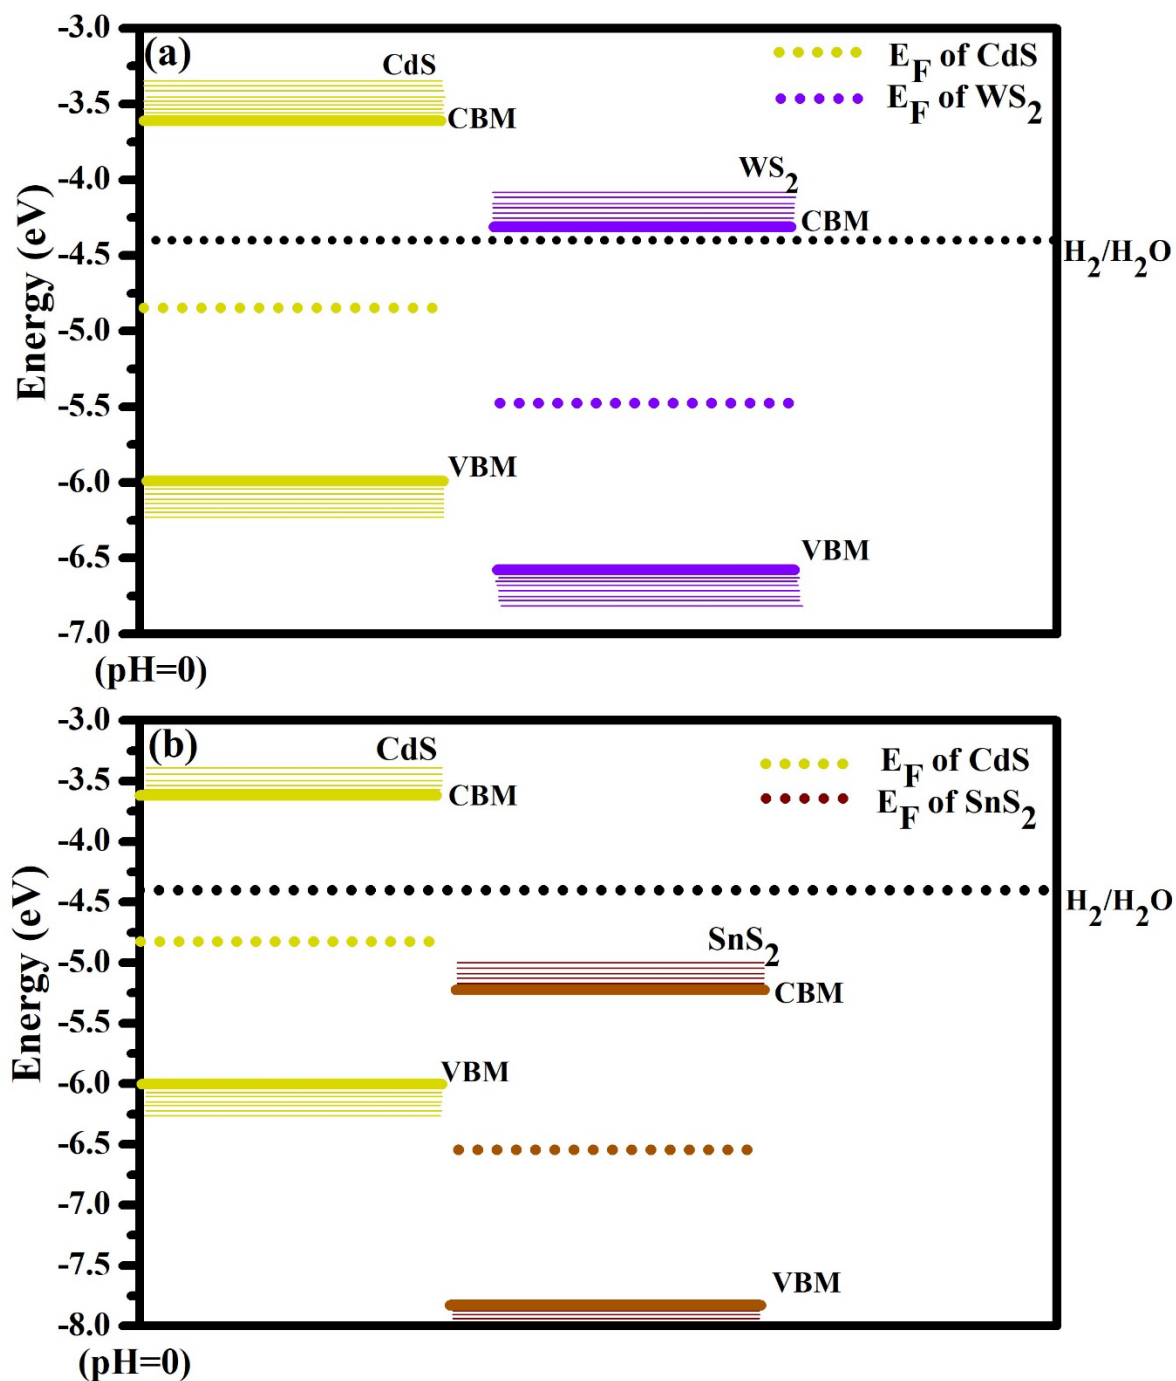 (a)
CdS
E_F of CdS
E_F of WS_2
CBM
WS_2
CBM
H_2/H_2O
VBM
VBM
Energy (eV)
-3.0
-3.5
-4.0
-4.5
-5.0
-5.5
-6.0
-6.5
-7.0
(pH=0)
(b)
CdS
E_F of CdS
E_F of SnS_2
CBM
H_2/H_2O
SnS_2
CBM
VBM
VBM
Energy (eV)
-3.0
-3.5
-4.0
-4.5
-5.0
-5.5
-6.0
-6.5
-7.0
-7.5
-8.0
(pH=0)